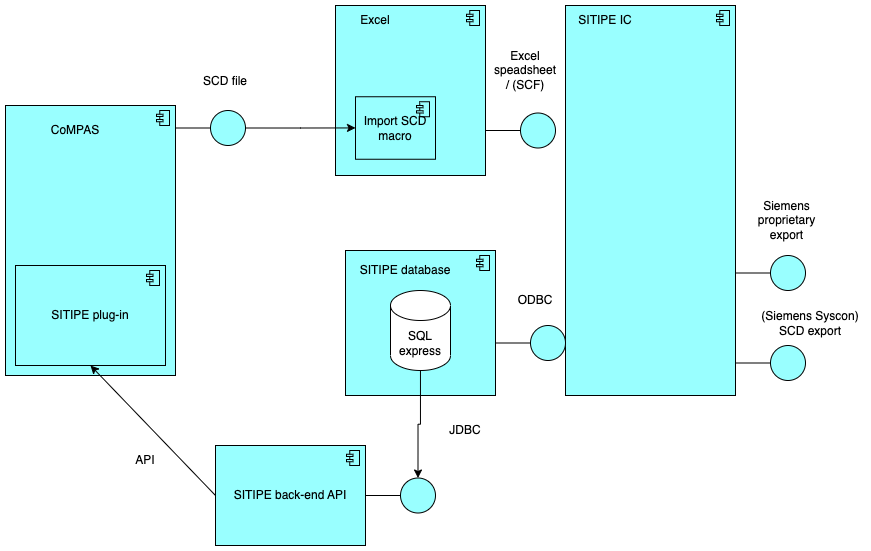 Excel
SITIPE IC
SCD file
Excel
speadsheet
/ (SCF)
Import SCD
macro
CoMPAS
Siemens
proprietary
export
SITIPE database
ODBC
SITIPE plug-in
(Siemens Syscon)
SCD export
SQL
express
JDBC
API
SITIPE back-end API